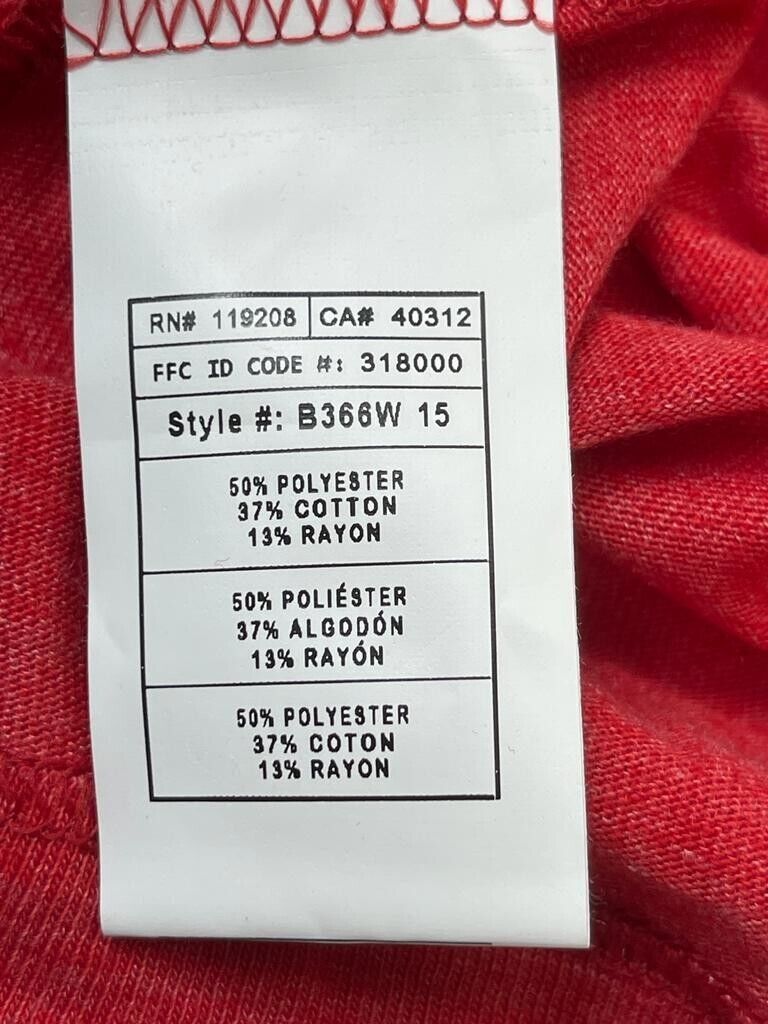 RN# 119208 CA# 40312
FFC ID CODE #: 318000
Style #: B366W 15
50% POLYESTER
37% COTTON
13% RAYON
50% POLIÉSTER
37% ALGODÓN
13% RAYÓN
50% POLYESTER
37% COTON
13% RAYON